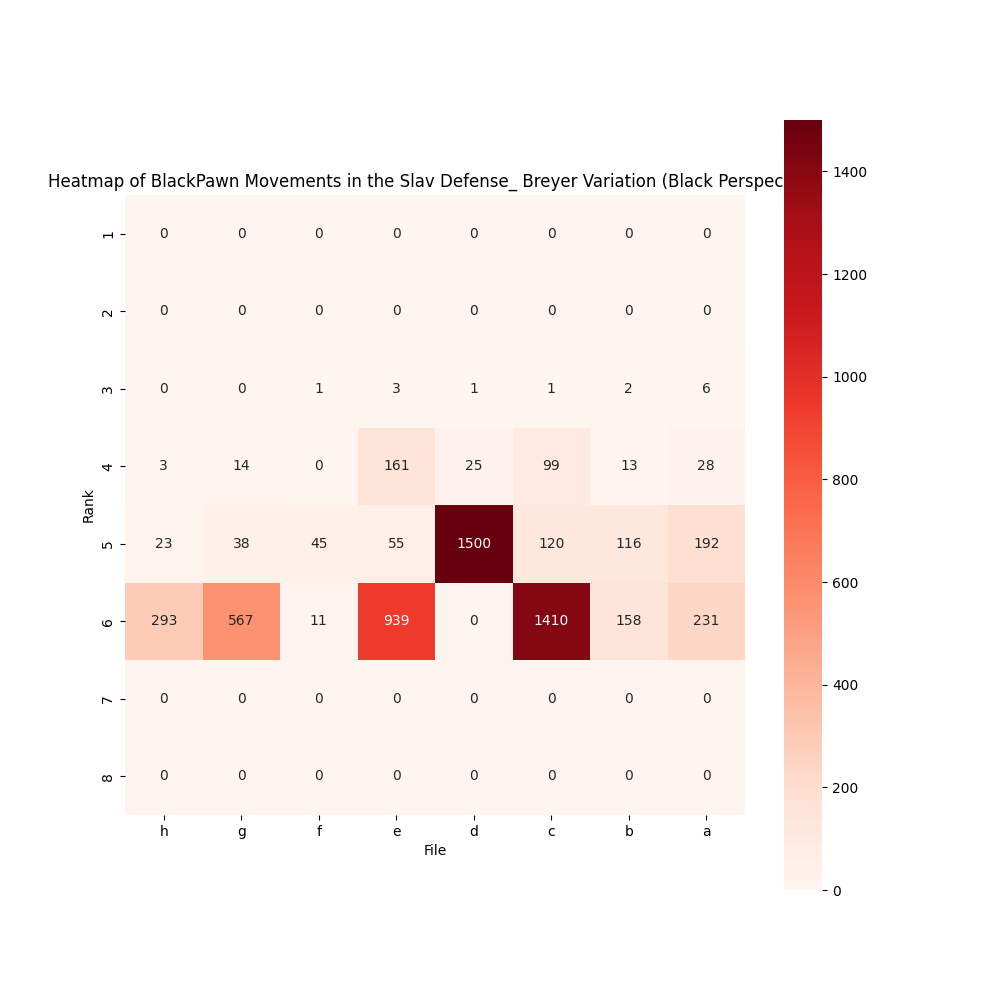 Heatmap of BlackPawn Movements in the Slav Defense_ Breyer Variation (Black Perspec
1 0 0 0 0 0 0 0 0
2 0 0 0 0 0 0 0 0
3 0 0 1 3 1 1 2 6
4 3 14 0 161 25 99 13 28
5 23 38 45 55 1500 120 116 192
6 293 567 11 939 0 1410 158 231
7 0 0 0 0 0 0 0 0
8 0 0 0 0 0 0 0 0
h g f e d c b a
File
Rank
1400
1200
1000
800
600
400
200
0